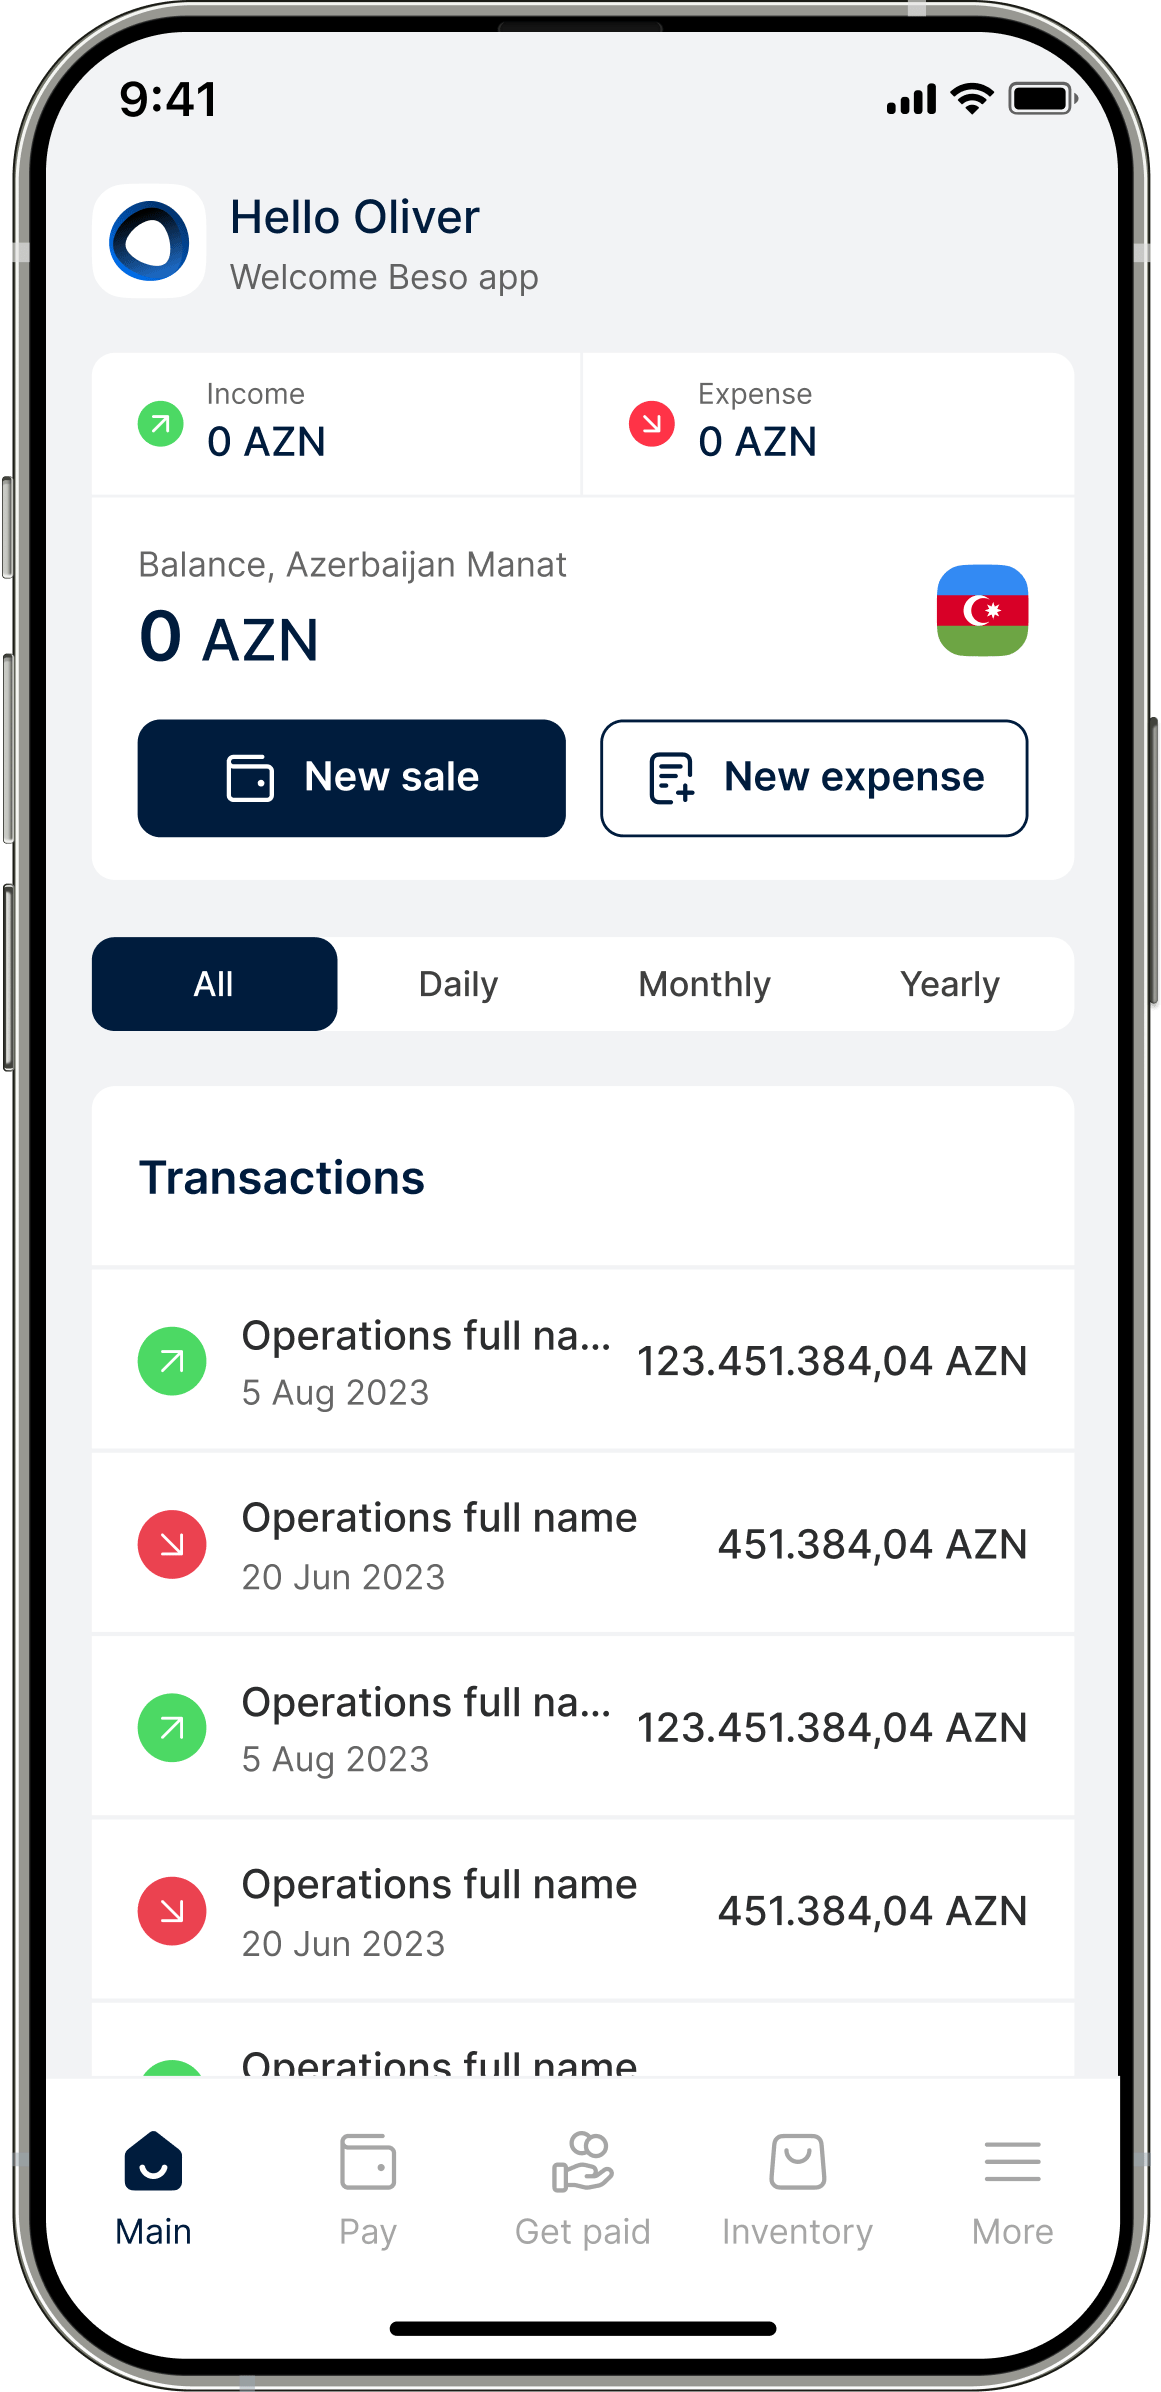 9:41
Hello Oliver
Welcome Beso app
Income
0 AZN
Expense
0 AZN
Balance, Azerbaijan Manat
0 AZN
New sale
New expense
All
Daily
Monthly
Yearly
Transactions
Operations full na...
123.451.384,04 AZN
5 Aug 2023
Operations full name
451.384,04 AZN
20 Jun 2023
Operations full na...
123.451.384,04 AZN
5 Aug 2023
Operations full name
451.384,04 AZN
20 Jun 2023
Operations full name
Main
Pay
Get paid
Inventory
More